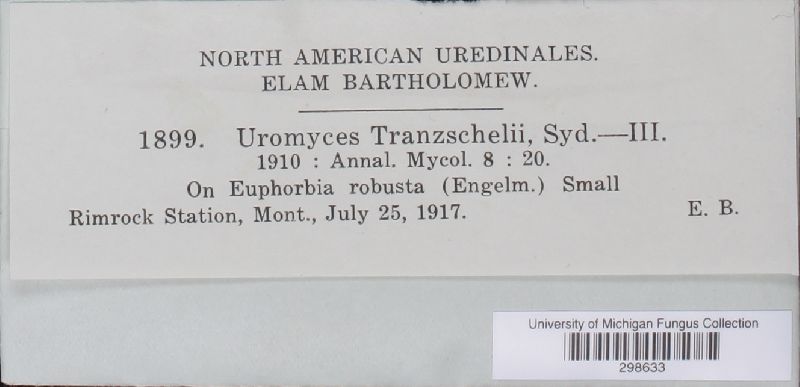 NORTH AMERICAN UREDINALES.
ELAM BARTHOLOMEW.
1899. Uromyces Tranzschelii, Syd.—III.
1910 : Annal. Mycol. 8 : 20.
On Euphorbia robusta (Engelm.) Small
Rimrock Station, Mont., July 25, 1917. E. B.
University of Michigan Fungus Collection
298633